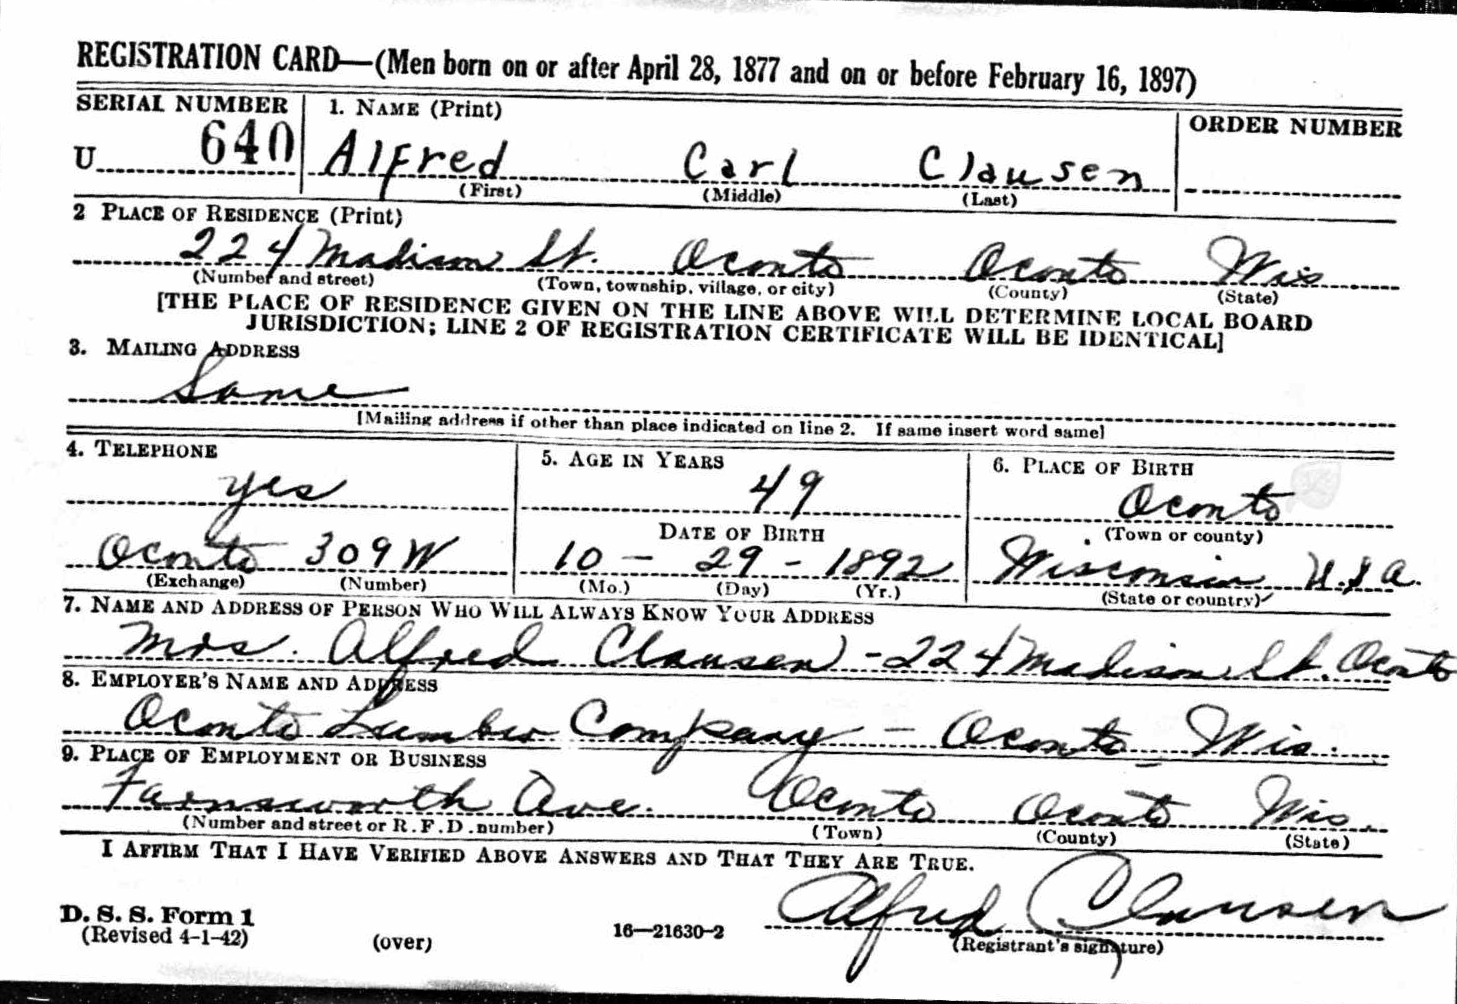 REGISTRATION CARD—(Men born on or after April 28, 1877 and on or before February 16, 1897)
SERIAL NUMBER
1. NAME (Print)
ORDER NUMBER
U 640
Alfred Carl Clausen
(First) (Middle) (Last)
2 PLACE OF RESIDENCE (Print)
224 Madison St. Oconto Oconto Wis
(Number and street) (Town, township, village, or city) (County) (State)
[THE PLACE OF RESIDENCE GIVEN ON THE LINE ABOVE WILL DETERMINE LOCAL BOARD
JURISDICTION; LINE 2 OF REGISTRATION CERTIFICATE WILL BE IDENTICAL]
3. MAILING ADDRESS
Same
[Mailing address if other than place indicated on line 2. If same insert word same]
4. TELEPHONE
yes
Oconto 309W
(Exchange) (Number)
5. AGE IN YEARS
49
DATE OF BIRTH
10 - 29 - 1892
(Mo.) (Day) (Yr.)
6. PLACE OF BIRTH
Oconto
(Town or county)
Wisconsin U.S.A.
(State or country)
7. NAME AND ADDRESS OF PERSON WHO WILL ALWAYS KNOW YOUR ADDRESS
Mrs. Alfred Clausen - 224 Madison St. Oconto
8. EMPLOYER'S NAME AND ADDRESS
Oconto Lumber Company - Oconto Wis.
9. PLACE OF EMPLOYMENT OR BUSINESS
Farnsworth Ave. Oconto Oconto Wis.
(Number and street or R.F.D. number) (Town) (County) (State)
I AFFIRM THAT I HAVE VERIFIED ABOVE ANSWERS AND THAT THEY ARE TRUE.
D. S. S. Form 1
(Revised 4-1-42)
(over)
16—21630-2
Alfred Clausen
(Registrant's signature)